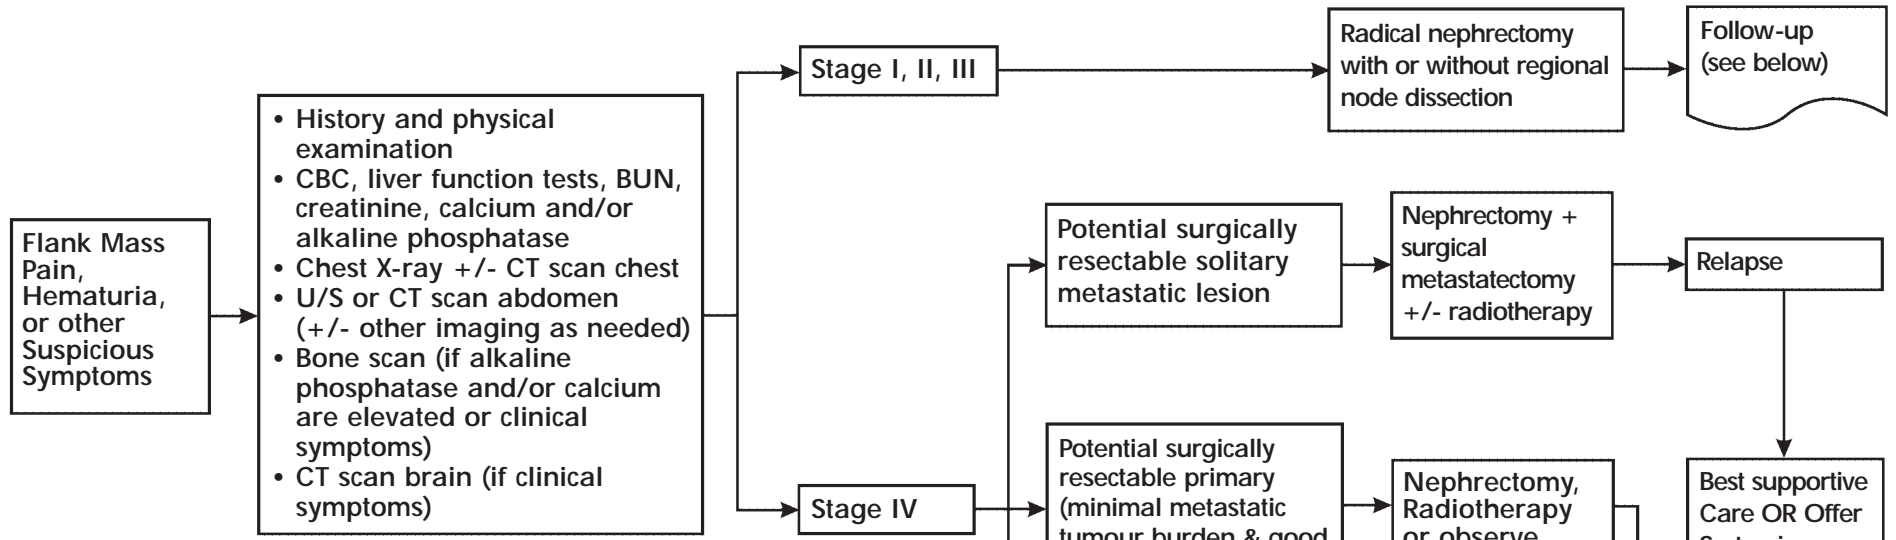 Flank Mass
Pain,
Hematuria,
or other
Suspicious
Symptoms
• History and physical
examination
• CBC, liver function tests, BUN,
creatinine, calcium and/or
alkaline phosphatase
• Chest X-ray +/- CT scan chest
• U/S or CT scan abdomen
(+/- other imaging as needed)
• Bone scan (if alkaline
phosphatase and/or calcium
are elevated or clinical
symptoms)
• CT scan brain (if clinical
symptoms)
Stage I, II, III
Radical nephrectomy
with or without regional
node dissection
Follow-up
(see below)
Stage IV
Potential surgically
resectable solitary
metastatic lesion
Nephrectomy +
surgical
metastatectomy
+/- radiotherapy
Relapse
Potential surgically
resectable primary
(minimal metastatic
tumour burden & good
Nephrectomy,
Radiotherapy
or observe
Best supportive
Care OR Offer